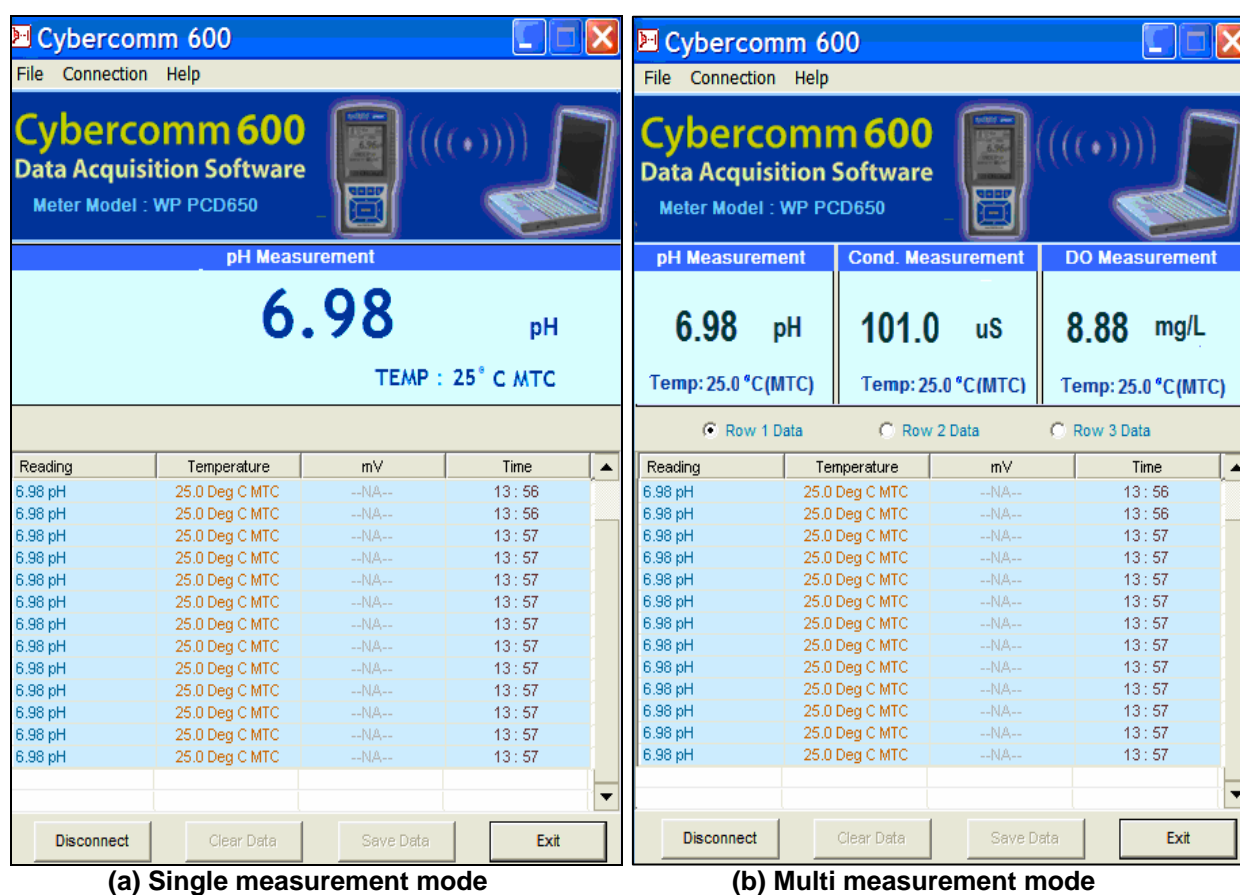 Cybercomm 600
File Connection Help
Cybercomm 600
Data Acquisition Software
Meter Model : WP PCD650
pH Measurement
6.98 pH
TEMP : 25° C MTC
Reading Temperature mV Time
6.98 pH 25.0 Deg C MTC --NA-- 13 : 56
6.98 pH 25.0 Deg C MTC --NA-- 13 : 56
6.98 pH 25.0 Deg C MTC --NA-- 13 : 57
6.98 pH 25.0 Deg C MTC --NA-- 13 : 57
6.98 pH 25.0 Deg C MTC --NA-- 13 : 57
6.98 pH 25.0 Deg C MTC --NA-- 13 : 57
6.98 pH 25.0 Deg C MTC --NA-- 13 : 57
6.98 pH 25.0 Deg C MTC --NA-- 13 : 57
6.98 pH 25.0 Deg C MTC --NA-- 13 : 57
6.98 pH 25.0 Deg C MTC --NA-- 13 : 57
6.98 pH 25.0 Deg C MTC --NA-- 13 : 57
6.98 pH 25.0 Deg C MTC --NA-- 13 : 57
6.98 pH 25.0 Deg C MTC --NA-- 13 : 57
Disconnect Clear Data Save Data Exit
(a) Single measurement mode
Cybercomm 600
File Connection Help
Cybercomm 600
Data Acquisition Software
Meter Model : WP PCD650
pH Measurement Cond. Measurement DO Measurement
6.98 pH 101.0 uS 8.88 mg/L
Temp: 25.0 °C(MTC) Temp: 25.0 °C(MTC) Temp: 25.0 °C(MTC)
Row 1 Data Row 2 Data Row 3 Data
Reading Temperature mV Time
6.98 pH 25.0 Deg C MTC --NA-- 13 : 56
6.98 pH 25.0 Deg C MTC --NA-- 13 : 56
6.98 pH 25.0 Deg C MTC --NA-- 13 : 57
6.98 pH 25.0 Deg C MTC --NA-- 13 : 57
6.98 pH 25.0 Deg C MTC --NA-- 13 : 57
6.98 pH 25.0 Deg C MTC --NA-- 13 : 57
6.98 pH 25.0 Deg C MTC --NA-- 13 : 57
6.98 pH 25.0 Deg C MTC --NA-- 13 : 57
6.98 pH 25.0 Deg C MTC --NA-- 13 : 57
6.98 pH 25.0 Deg C MTC --NA-- 13 : 57
6.98 pH 25.0 Deg C MTC --NA-- 13 : 57
6.98 pH 25.0 Deg C MTC --NA-- 13 : 57
6.98 pH 25.0 Deg C MTC --NA-- 13 : 57
Disconnect Clear Data Save Data Exit
(b) Multi measurement mode